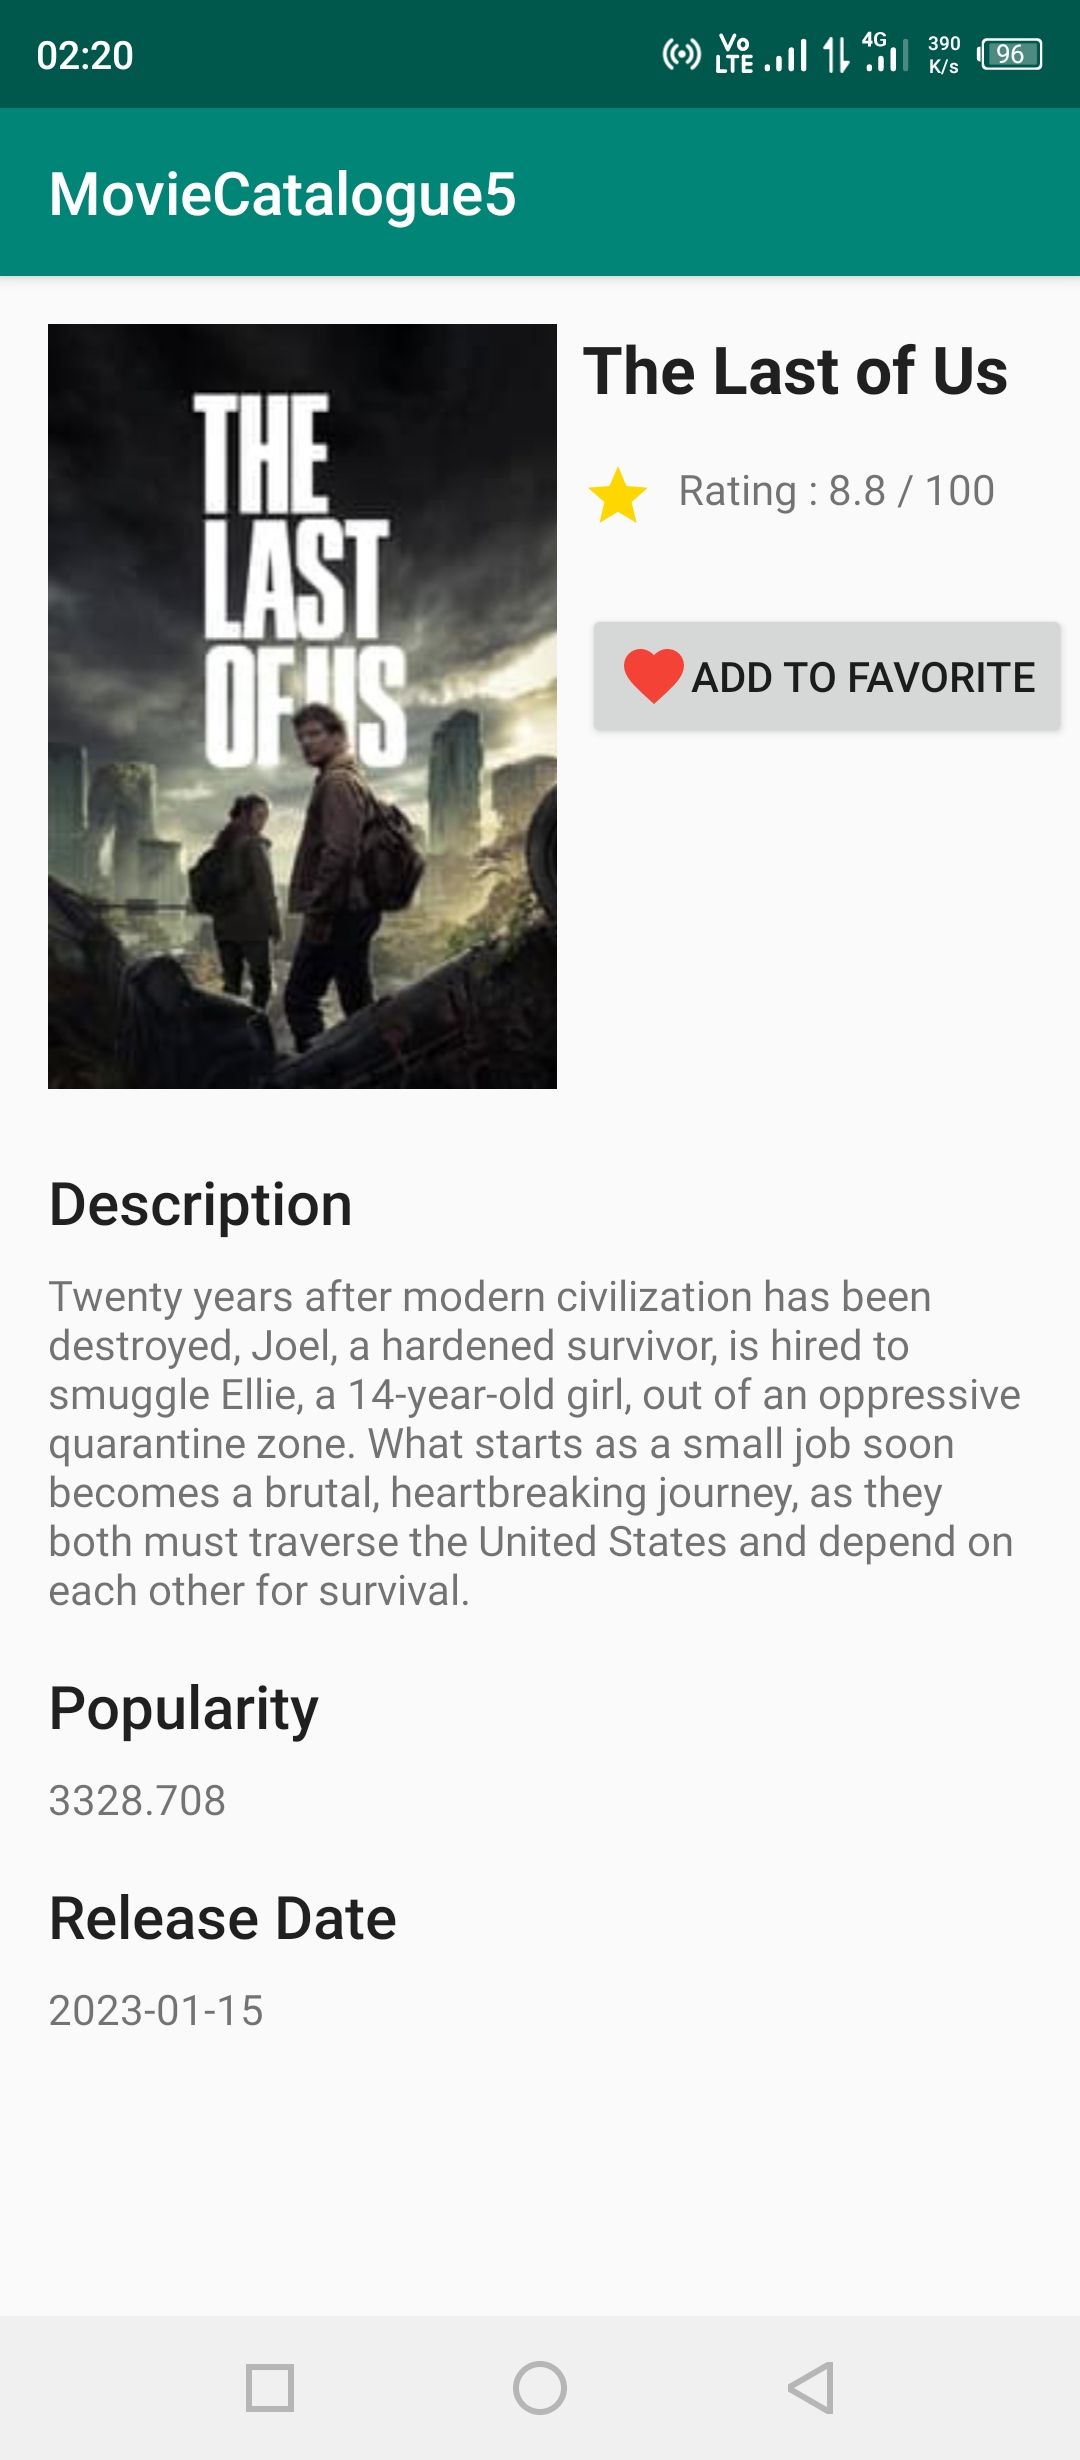 02:20
Vo
LTE
4G
390
K/s
96
MovieCatalogue5
THE
LAST
OF US
The Last of Us
Rating : 8.8 / 100
ADD TO FAVORITE
Description
Twenty years after modern civilization has been
destroyed, Joel, a hardened survivor, is hired to
smuggle Ellie, a 14-year-old girl, out of an oppressive
quarantine zone. What starts as a small job soon
becomes a brutal, heartbreaking journey, as they
both must traverse the United States and depend on
each other for survival.
Popularity
3328.708
Release Date
2023-01-15